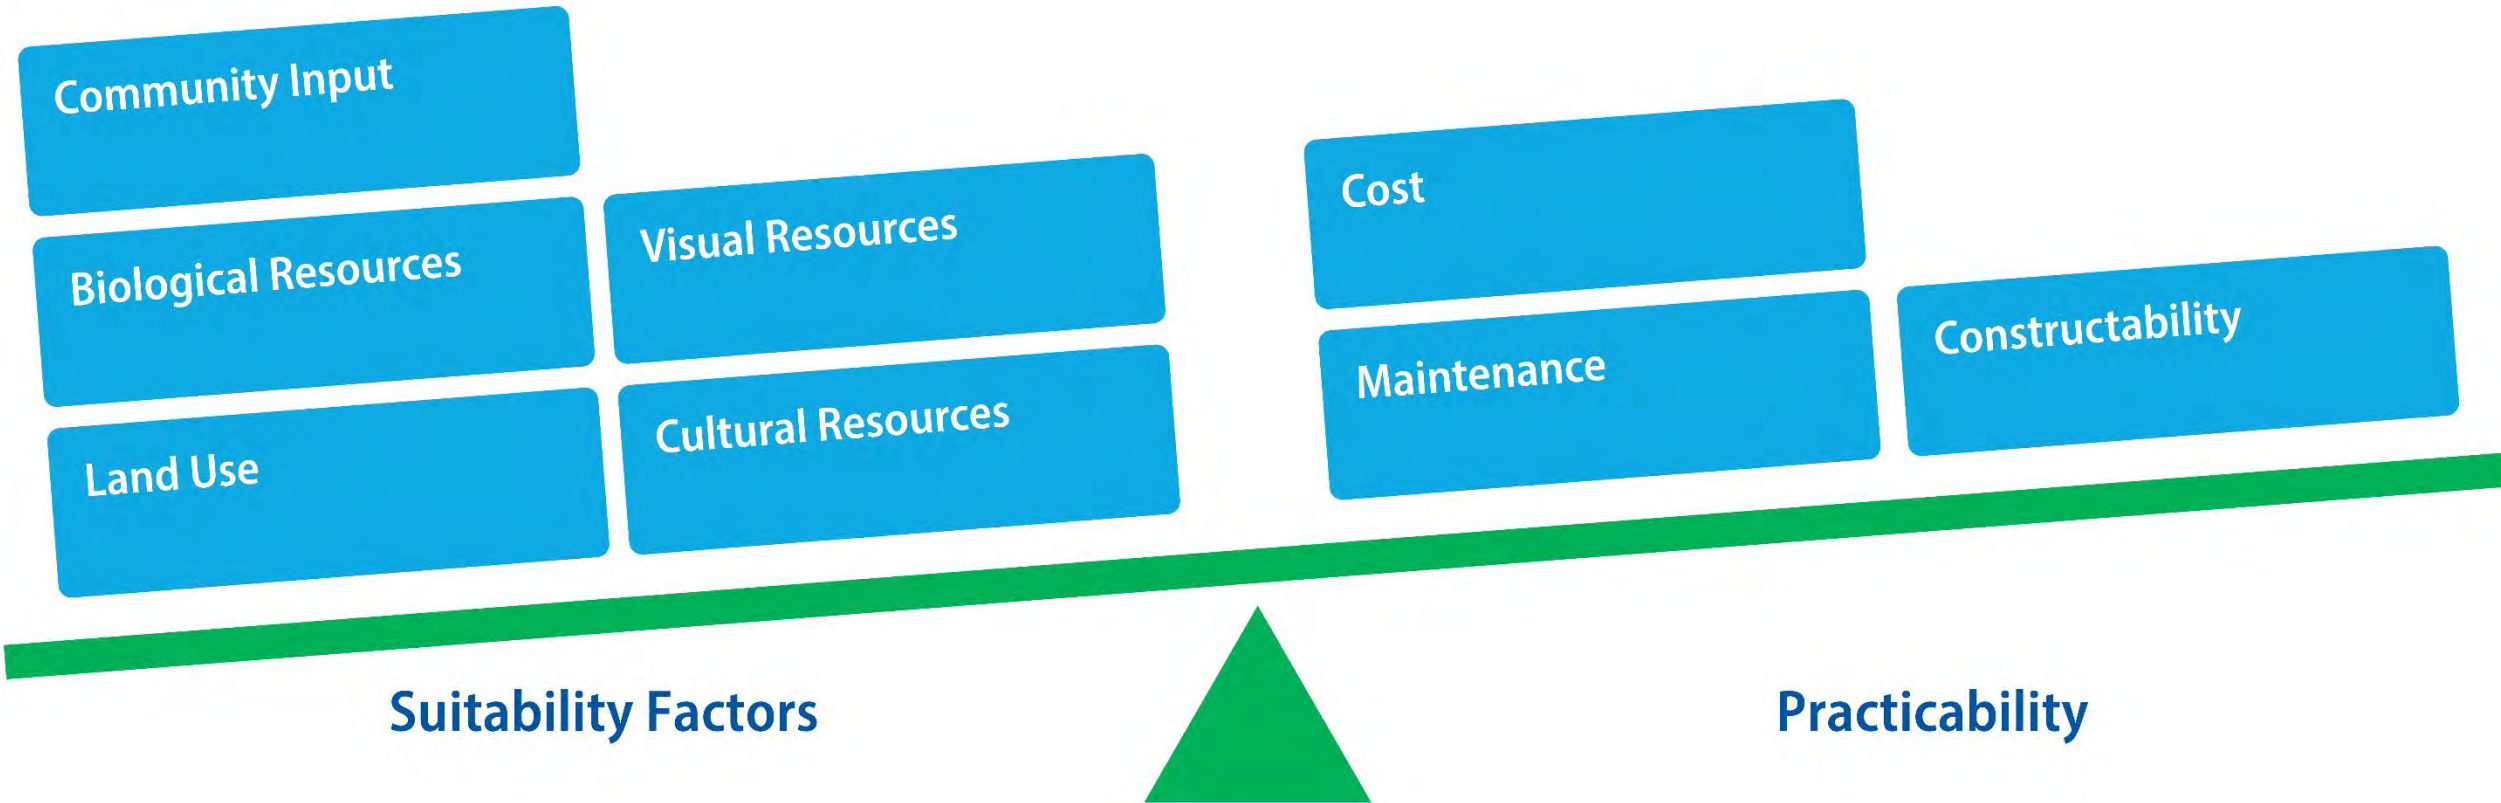 Community Input
Biological Resources
Land Use
Visual Resources
Cultural Resources
Cost
Maintenance
Constructability
Suitability Factors
Practicability